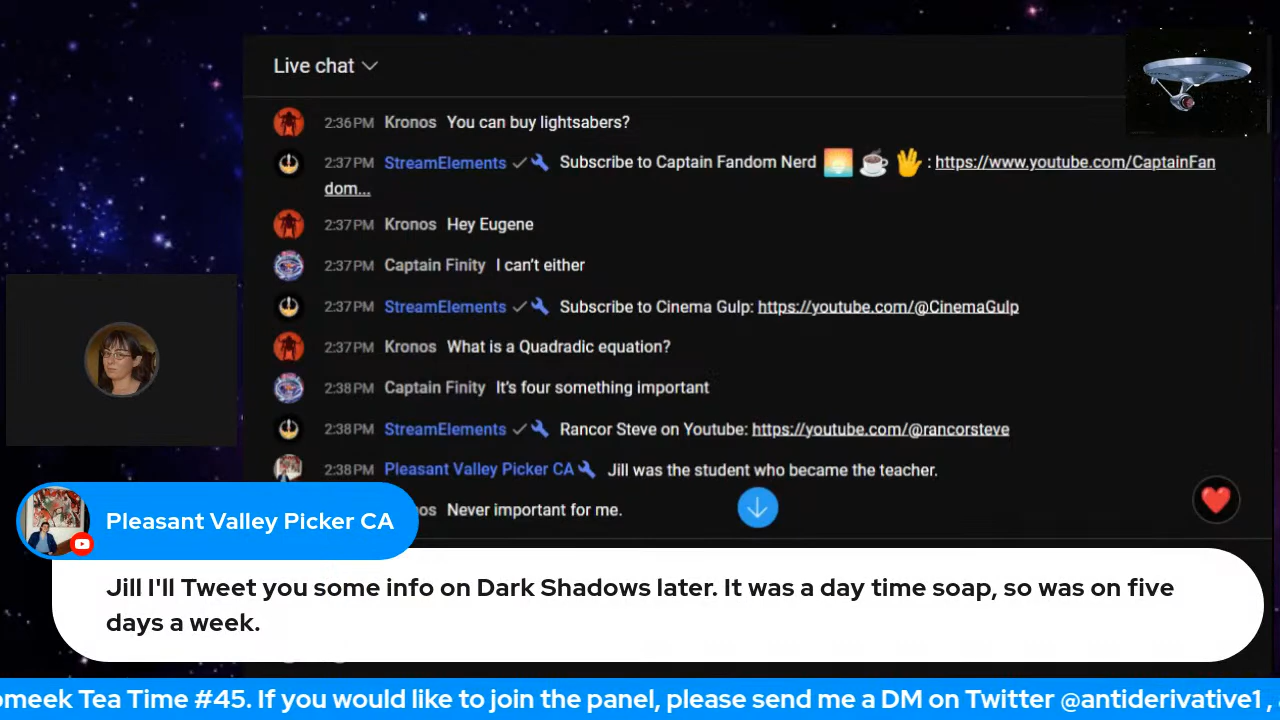 Live chat
2:36 PM Kronos You can buy lightsabers?
2:37 PM StreamElements Subscribe to Captain Fandom Nerd 🌅 ☕ 🖖 : https://www.youtube.com/CaptainFan
dom...
2:37 PM Kronos Hey Eugene
2:37 PM Captain Finity I can't either
2:37 PM StreamElements Subscribe to Cinema Gulp: https://youtube.com/@CinemaGulp
2:37 PM Kronos What is a Quadradic equation?
2:38 PM Captain Finity It's four something important
2:38 PM StreamElements Rancor Steve on Youtube: https://youtube.com/@rancorsteve
2:38 PM Pleasant Valley Picker CA Jill was the student who became the teacher.
os Never important for me.
Pleasant Valley Picker CA
Jill I'll Tweet you some info on Dark Shadows later. It was a day time soap, so was on five
days a week.
omeek Tea Time #45. If you would like to join the panel, please send me a DM on Twitter @antiderivative1 ,